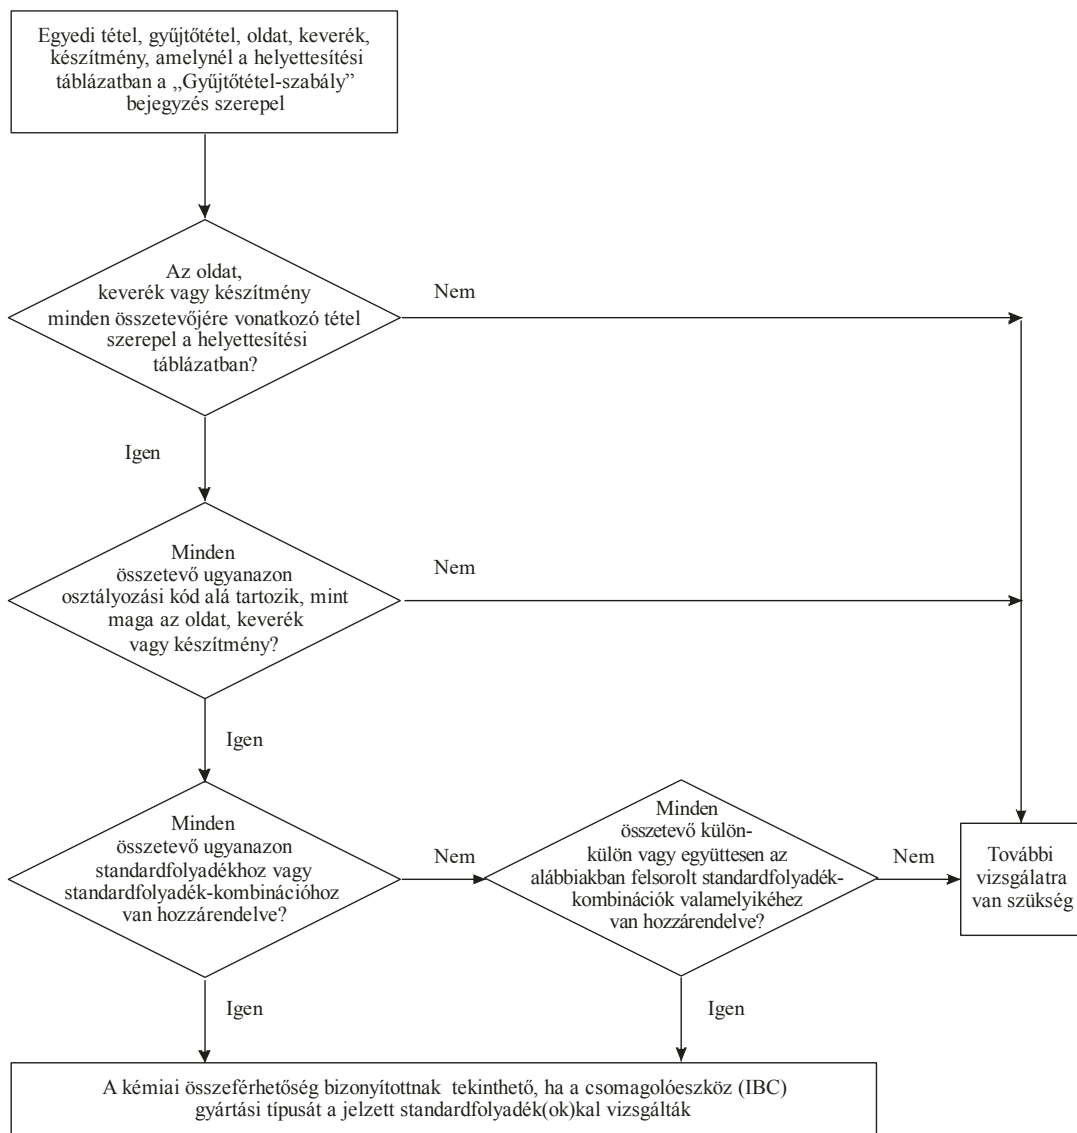 Egyedi tétel, gyűjtőtétel, oldat, keverék,
készítmény, amelynél a helyettesítési
táblázatban a „Gyűjtőtétel-szabály”
bejegyzés szerepel
Az oldat,
keverék vagy készítmény
minden összetevőjére vonatkozó tétel
szerepel a helyettesítési
táblázatban?
Nem
Igen
Minden
összetevő ugyanazon
osztályozási kód alá tartozik, mint
maga az oldat, keverék
vagy készítmény?
Nem
Igen
Minden
összetevő ugyanazon
standardfolyadékhoz vagy
standardfolyadék-kombinációhoz
van hozzárendelve?
Nem
Igen
Minden
összetevő külön-
külön vagy együttesen az
alábbiakban felsorolt standardfolyadék-
kombinációk valamelyikéhez
van hozzárendelve?
Nem
Igen
További
vizsgálatra
van szükség
A kémiai összeférhetőség bizonyítottnak tekinthető, ha a csomagolóeszköz (IBC)
gyártási típusát a jelzett standardfolyadék(ok)kal vizsgálták